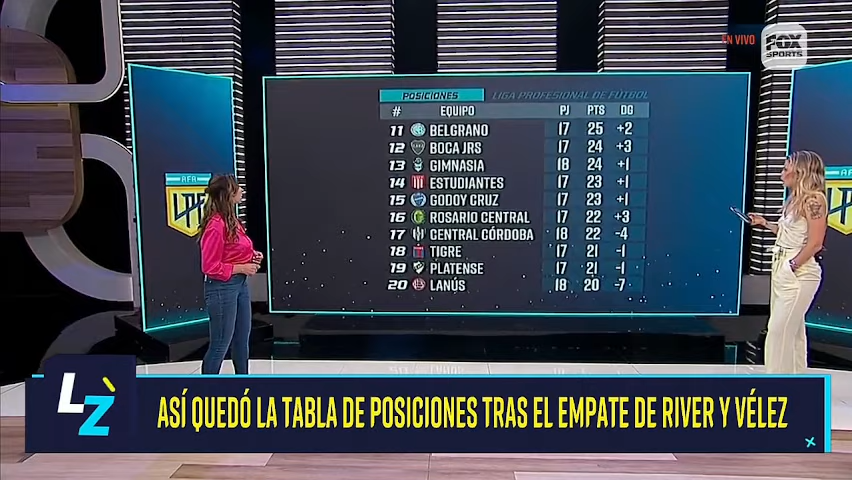 EN VIVO
FOX
SPORTS
POSICIONES LIGA PROFESIONAL DE FÚTBOL
# EQUIPO PJ PTS DG
11 BELGRANO 17 25 +2
12 BOCA JRS 17 24 +3
13 GIMNASIA 18 24 +1
14 ESTUDIANTES 17 23 +1
15 GODOY CRUZ 17 23 +1
16 ROSARIO CENTRAL 17 22 +3
17 CENTRAL CÓRDOBA 18 22 -4
18 TIGRE 17 21 -1
19 PLATENSE 17 21 -1
20 LANÚS 18 20 -7
AFA
LPF
AFA
LPF
LZ
ASÍ QUEDÓ LA TABLA DE POSICIONES TRAS EL EMPATE DE RIVER Y VÉLEZ